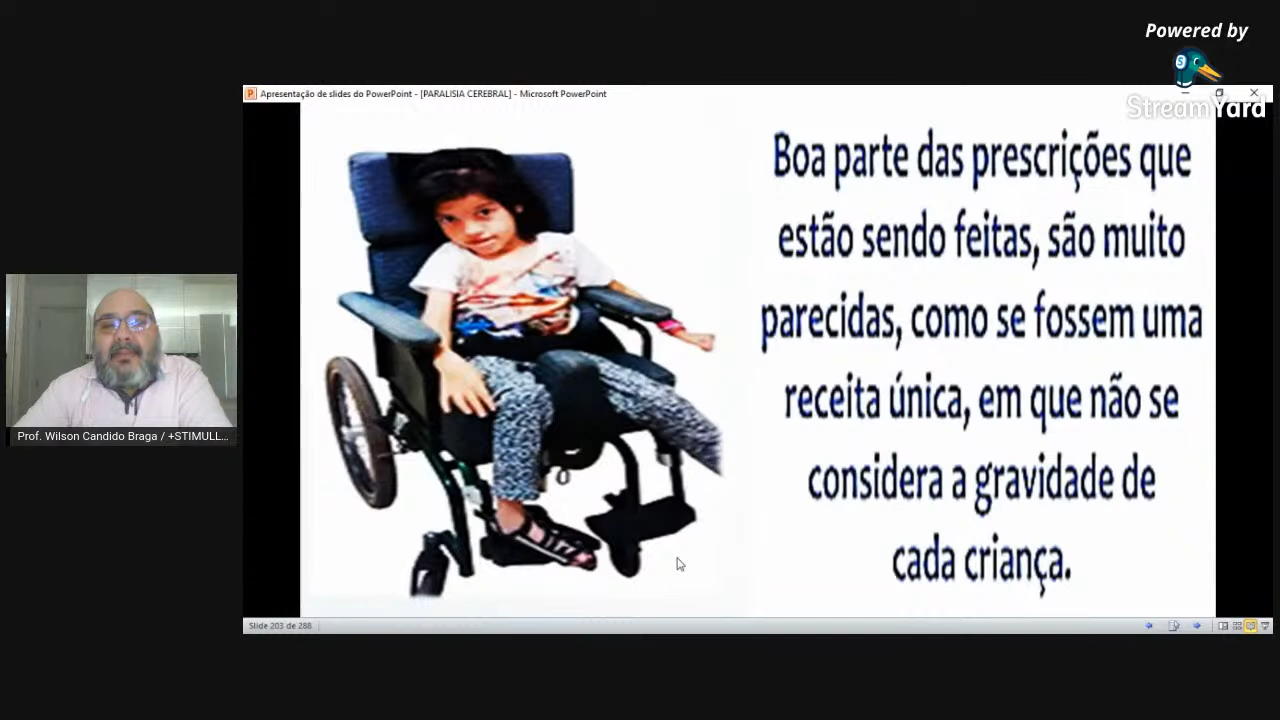 Powered by
StreamYard
Apresentação de slides do PowerPoint - [PARALISIA CEREBRAL] - Microsoft PowerPoint
Boa parte das prescrições que
estão sendo feitas, são muito
parecidas, como se fossem uma
receita única, em que não se
considera a gravidade de
cada criança.
Prof. Wilson Candido Braga / +STIMULL...
Slide 203 de 288